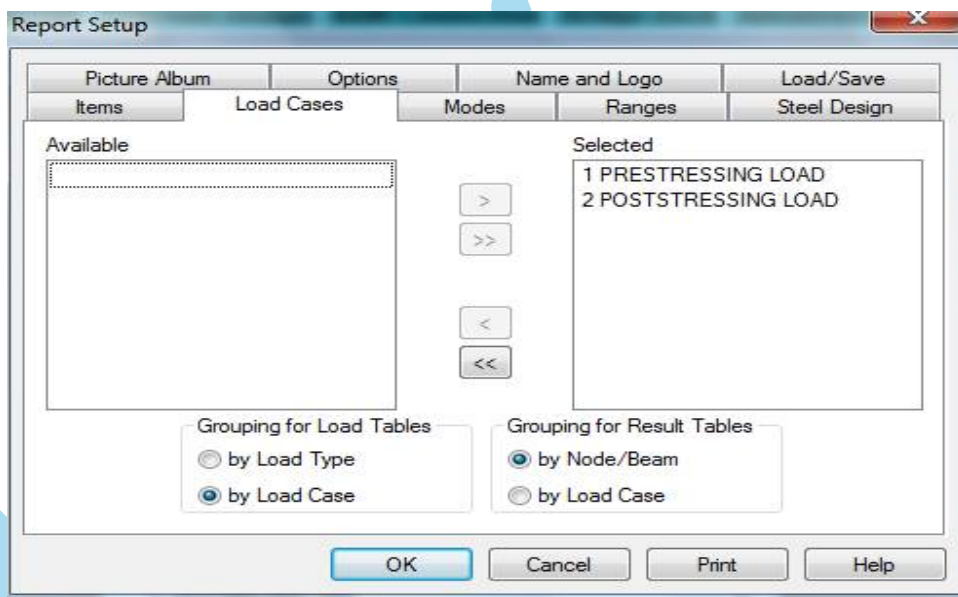 Report Setup
Picture Album Options Name and Logo Load/Save
Items Load Cases Modes Ranges Steel Design
Available Selected
1 PRESTRESSING LOAD
2 POSTSTRESSING LOAD
>
>>
<
<<
Grouping for Load Tables Grouping for Result Tables
by Load Type by Node/Beam
by Load Case by Load Case
OK Cancel Print Help